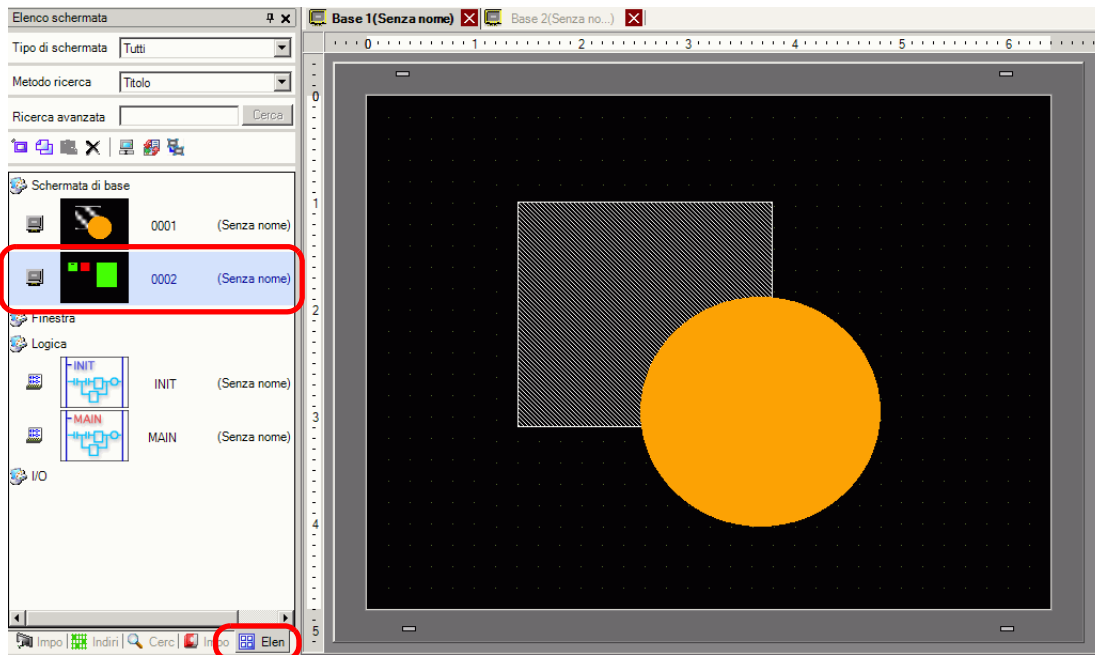 Elenco schermata
Tipo di schermata Tutti
Metodo ricerca Titolo
Ricerca avanzata Cerca
Schermata di base
0001 (Senza nome)
0002 (Senza nome)
Finestra
Logica
INIT INIT (Senza nome)
MAIN MAIN (Senza nome)
I/O
Impo Indiri Cerc Impo Elen
Base 1(Senza nome) Base 2(Senza no...)
0 1 2 3 4 5 6
0
1
2
3
4
5